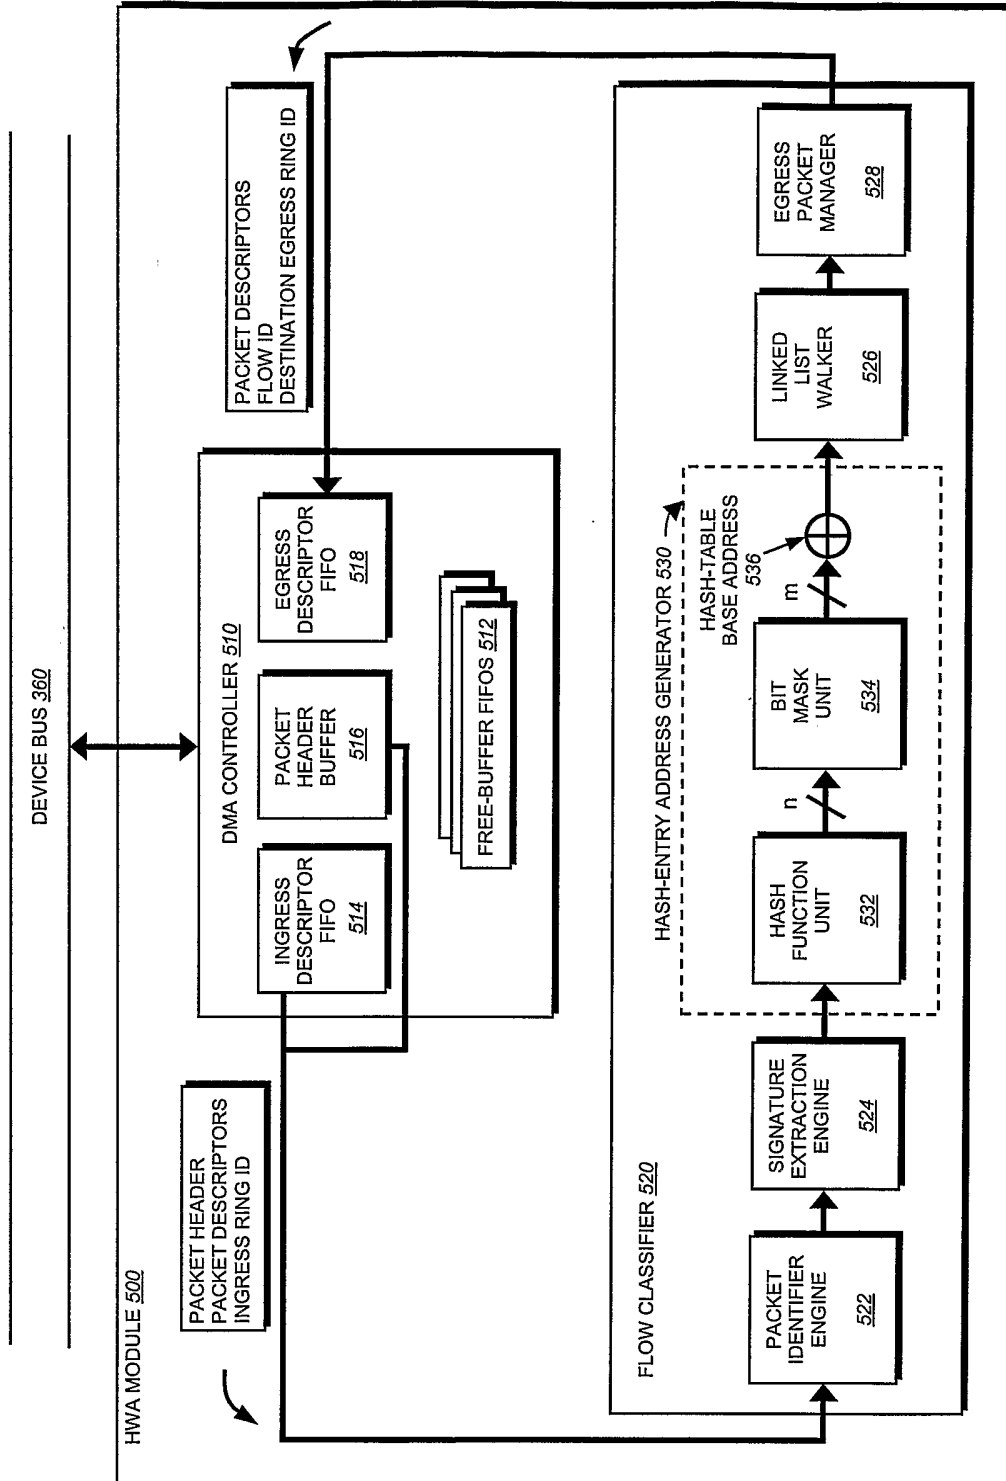 DEVICE BUS 360
HWA MODULE 500
PACKET HEADER
PACKET DESCRIPTORS
INGRESS RING ID
DMA CONTROLLER 510
INGRESS
DESCRIPTOR
FIFO
514
PACKET
HEADER
BUFFER
516
EGRESS
DESCRIPTOR
FIFO
518
FREE-BUFFER FIFOS 512
PACKET DESCRIPTORS
FLOW ID
DESTINATION EGRESS RING ID
FLOW CLASSIFIER 520
PACKET
IDENTIFIER
ENGINE
522
SIGNATURE
EXTRACTION
ENGINE
524
HASH-ENTRY ADDRESS GENERATOR 530
HASH
FUNCTION
UNIT
532
n
BIT
MASK
UNIT
534
m
HASH-TABLE
BASE ADDRESS
536
LINKED
LIST
WALKER
526
EGRESS
PACKET
MANAGER
528